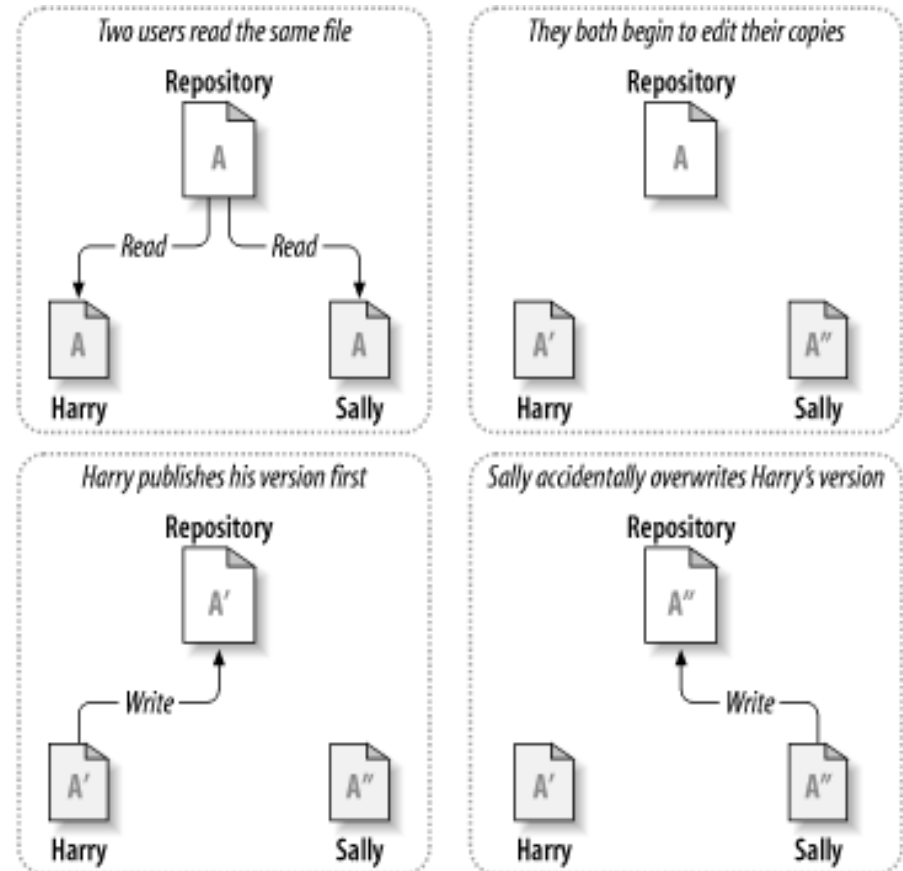 Two users read the same file
Repository
A
Read Read
A A
Harry Sally
They both begin to edit their copies
Repository
A
A′ A″
Harry Sally
Harry publishes his version first
Repository
A′
Write
A′ A″
Harry Sally
Sally accidentally overwrites Harry’s version
Repository
A″
Write
A′ A″
Harry Sally